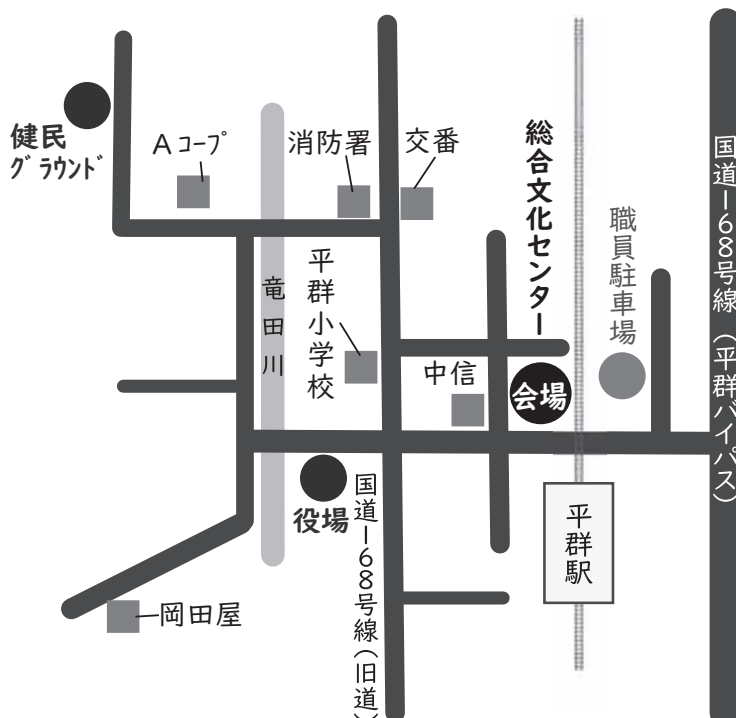 健民
グラウンド
Aコープ
消防署
交番
総合文化センター
職員駐車場
国道168号線（平群バイパス）
竜田川
平群小学校
中信
会場
役場
国道168号線（旧道）
平群駅
岡田屋